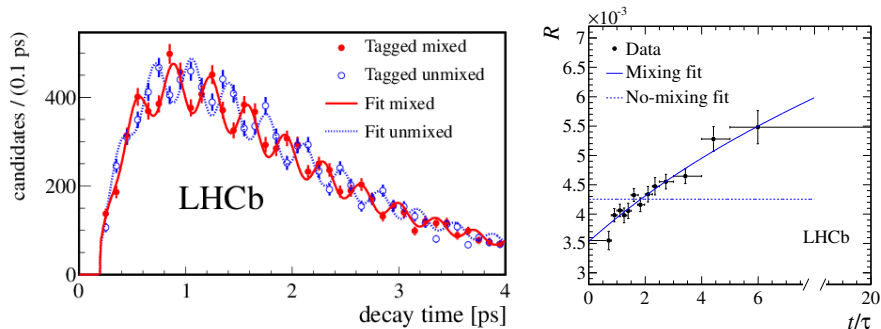 candidates / (0.1 ps)
400
200
0
Tagged mixed
Tagged unmixed
Fit mixed
Fit unmixed
LHCb
0 1 2 3 4
decay time [ps]
R
×10⁻³
7
6.5
6
5.5
5
4.5
4
3.5
3
Data
Mixing fit
No-mixing fit
LHCb
0 2 4 6 20
t/τ